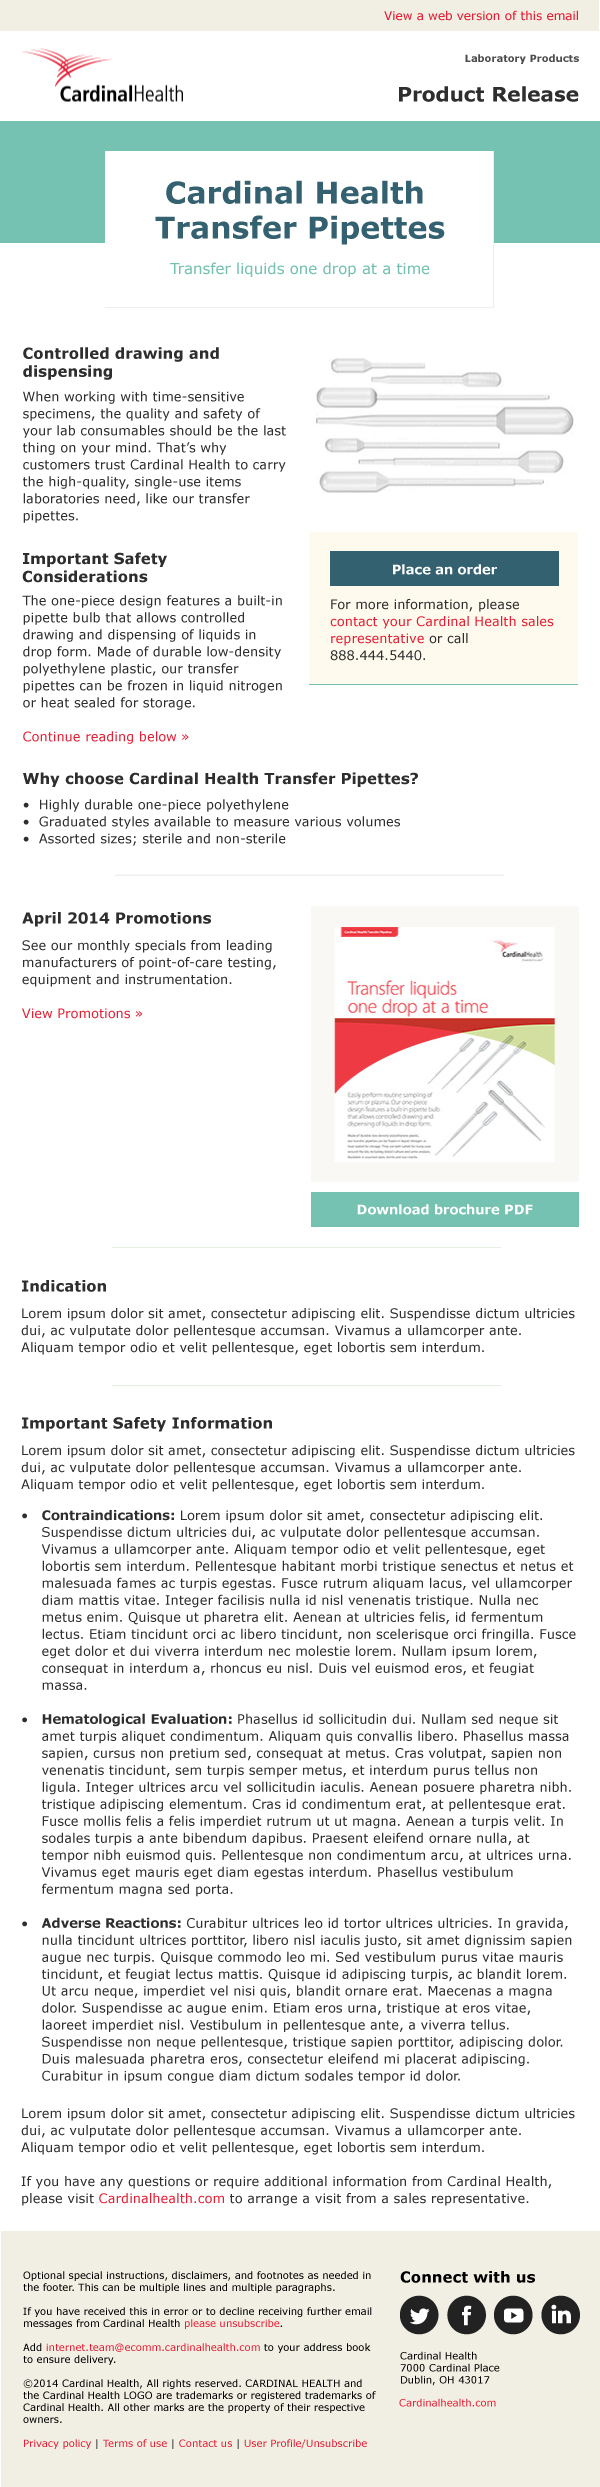 View a web version of this email
CardinalHealth
Laboratory Products
Product Release
Cardinal Health
Transfer Pipettes
Transfer liquids one drop at a time
Controlled drawing and
dispensing
When working with time-sensitive
specimens, the quality and safety of
your lab consumables should be the last
thing on your mind. That's why
customers trust Cardinal Health to carry
the high-quality, single-use items
laboratories need, like our transfer
pipettes.
Important Safety
Considerations
The one-piece design features a built-in
pipette bulb that allows controlled
drawing and dispensing of liquids in
drop form. Made of durable low-density
polyethylene plastic, our transfer
pipettes can be frozen in liquid nitrogen
or heat sealed for storage.
Continue reading below »
Place an order
For more information, please
contact your Cardinal Health sales
representative or call
888.444.5440.
Why choose Cardinal Health Transfer Pipettes?
• Highly durable one-piece polyethylene
• Graduated styles available to measure various volumes
• Assorted sizes; sterile and non-sterile
April 2014 Promotions
See our monthly specials from leading
manufacturers of point-of-care testing,
equipment and instrumentation.
View Promotions »
Cardinal Health Transfer Pipettes
CardinalHealth
Transfer liquids
one drop at a time
Easily perform routine sampling of
serum or plasma. Our one-piece
design features a built-in pipette bulb
that allows controlled drawing and
dispensing of liquids in drop form.
Download brochure PDF
Indication
Lorem ipsum dolor sit amet, consectetur adipiscing elit. Suspendisse dictum ultricies
dui, ac vulputate dolor pellentesque accumsan. Vivamus a ullamcorper ante.
Aliquam tempor odio et velit pellentesque, eget lobortis sem interdum.
Important Safety Information
Lorem ipsum dolor sit amet, consectetur adipiscing elit. Suspendisse dictum ultricies
dui, ac vulputate dolor pellentesque accumsan. Vivamus a ullamcorper ante.
Aliquam tempor odio et velit pellentesque, eget lobortis sem interdum.
• Contraindications: Lorem ipsum dolor sit amet, consectetur adipiscing elit.
Suspendisse dictum ultricies dui, ac vulputate dolor pellentesque accumsan.
Vivamus a ullamcorper ante. Aliquam tempor odio et velit pellentesque, eget
lobortis sem interdum. Pellentesque habitant morbi tristique senectus et netus et
malesuada fames ac turpis egestas. Fusce rutrum aliquam lacus, vel ullamcorper
diam mattis vitae. Integer facilisis nulla id nisl venenatis tristique. Nulla nec
metus enim. Quisque ut pharetra elit. Aenean at ultricies felis, id fermentum
lectus. Etiam tincidunt orci ac libero tincidunt, non scelerisque orci fringilla. Fusce
eget dolor et dui viverra interdum nec molestie lorem. Nullam ipsum lorem,
consequat in interdum a, rhoncus eu nisl. Duis vel euismod eros, et feugiat
massa.
• Hematological Evaluation: Phasellus id sollicitudin dui. Nullam sed neque sit
amet turpis aliquet condimentum. Aliquam quis convallis libero. Phasellus massa
sapien, cursus non pretium sed, consequat at metus. Cras volutpat, sapien non
venenatis tincidunt, sem turpis semper metus, et interdum purus tellus non
ligula. Integer ultrices arcu vel sollicitudin iaculis. Aenean posuere pharetra nibh.
tristique adipiscing elementum. Cras id condimentum erat, at pellentesque erat.
Fusce mollis felis a felis imperdiet rutrum ut ut magna. Aenean a turpis velit. In
sodales turpis a ante bibendum dapibus. Praesent eleifend ornare nulla, at
tempor nibh euismod quis. Pellentesque non condimentum arcu, at ultrices urna.
Vivamus eget mauris eget diam egestas interdum. Phasellus vestibulum
fermentum magna sed porta.
• Adverse Reactions: Curabitur ultrices leo id tortor ultrices ultricies. In gravida,
nulla tincidunt ultrices porttitor, libero nisl iaculis justo, sit amet dignissim sapien
augue nec turpis. Quisque commodo leo mi. Sed vestibulum purus vitae mauris
tincidunt, et feugiat lectus mattis. Quisque id adipiscing turpis, ac blandit lorem.
Ut arcu neque, imperdiet vel nisi quis, blandit ornare erat. Maecenas a magna
dolor. Suspendisse ac augue enim. Etiam eros urna, tristique at eros vitae,
laoreet imperdiet nisl. Vestibulum in pellentesque ante, a viverra tellus.
Suspendisse non neque pellentesque, tristique sapien porttitor, adipiscing dolor.
Duis malesuada pharetra eros, consectetur eleifend mi placerat adipiscing.
Curabitur in ipsum congue diam dictum sodales tempor id dolor.
Lorem ipsum dolor sit amet, consectetur adipiscing elit. Suspendisse dictum ultricies
dui, ac vulputate dolor pellentesque accumsan. Vivamus a ullamcorper ante.
Aliquam tempor odio et velit pellentesque, eget lobortis sem interdum.
If you have any questions or require additional information from Cardinal Health,
please visit Cardinalhealth.com to arrange a visit from a sales representative.
Optional special instructions, disclaimers, and footnotes as needed in
the footer. This can be multiple lines and multiple paragraphs.
If you have received this in error or to decline receiving further email
messages from Cardinal Health please unsubscribe.
Add internet.team@ecomm.cardinalhealth.com to your address book
to ensure delivery.
©2014 Cardinal Health, All rights reserved. CARDINAL HEALTH and
the Cardinal Health LOGO are trademarks or registered trademarks of
Cardinal Health. All other marks are the property of their respective
owners.
Privacy policy | Terms of use | Contact us | User Profile/Unsubscribe
Connect with us
Cardinal Health
7000 Cardinal Place
Dublin, OH 43017
Cardinalhealth.com